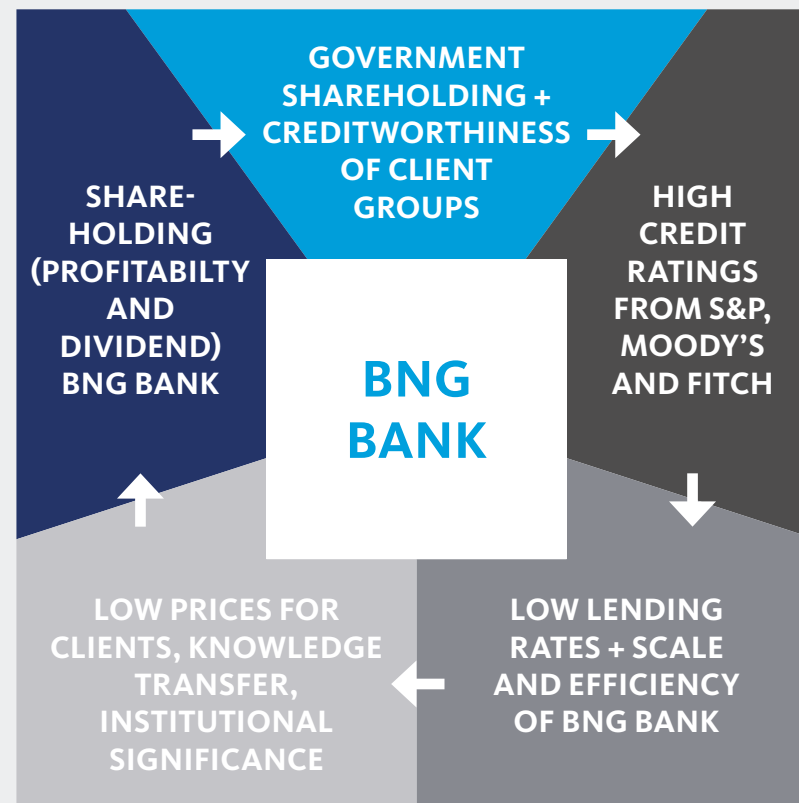 GOVERNMENT
SHAREHOLDING +
CREDITWORTHINESS
OF CLIENT
GROUPS
HIGH
CREDIT
RATINGS
FROM S&P,
MOODY’S
AND FITCH
LOW LENDING
RATES + SCALE
AND EFFICIENCY
OF BNG BANK
LOW PRICES FOR
CLIENTS, KNOWLEDGE
TRANSFER,
INSTITUTIONAL
SIGNIFICANCE
SHARE-
HOLDING
(PROFITABILTY
AND
DIVIDEND)
BNG BANK
BNG
BANK